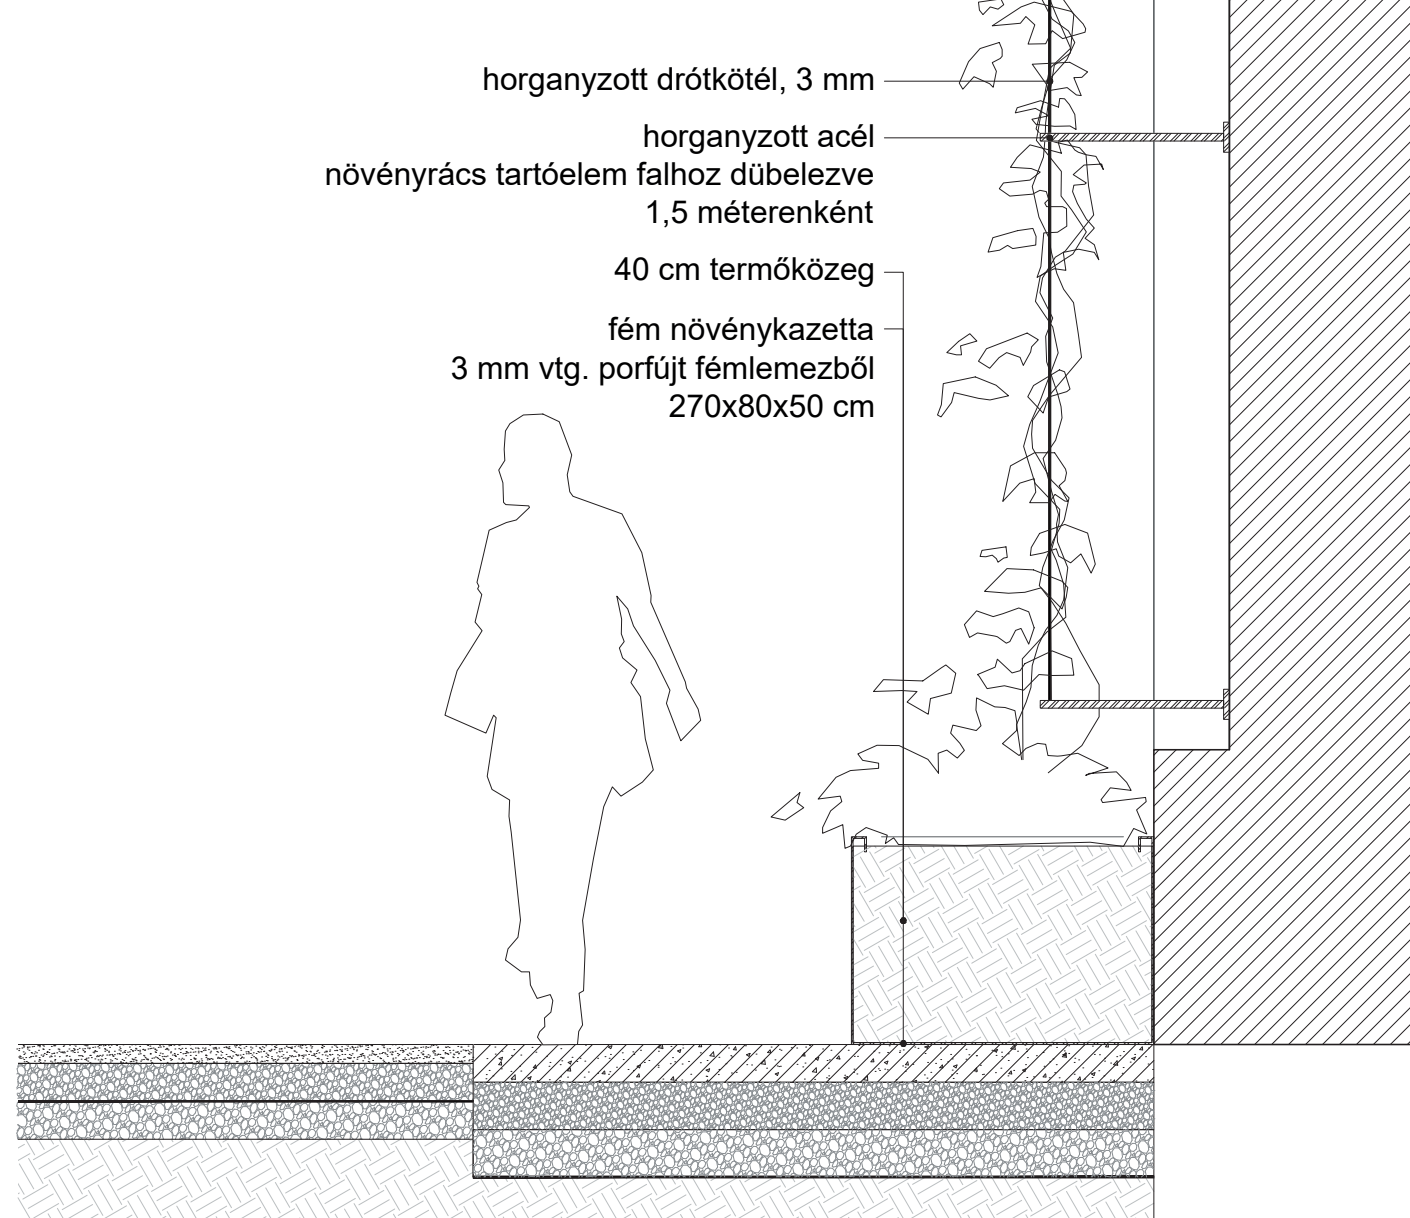 horganyzott drótkötél, 3 mm
horganyzott acél
növényrács tartóelem falhoz dübelezve
1,5 méterenként
40 cm termőközeg
fém növénykazetta
3 mm vtg. porfújt fémlemezből
270x80x50 cm